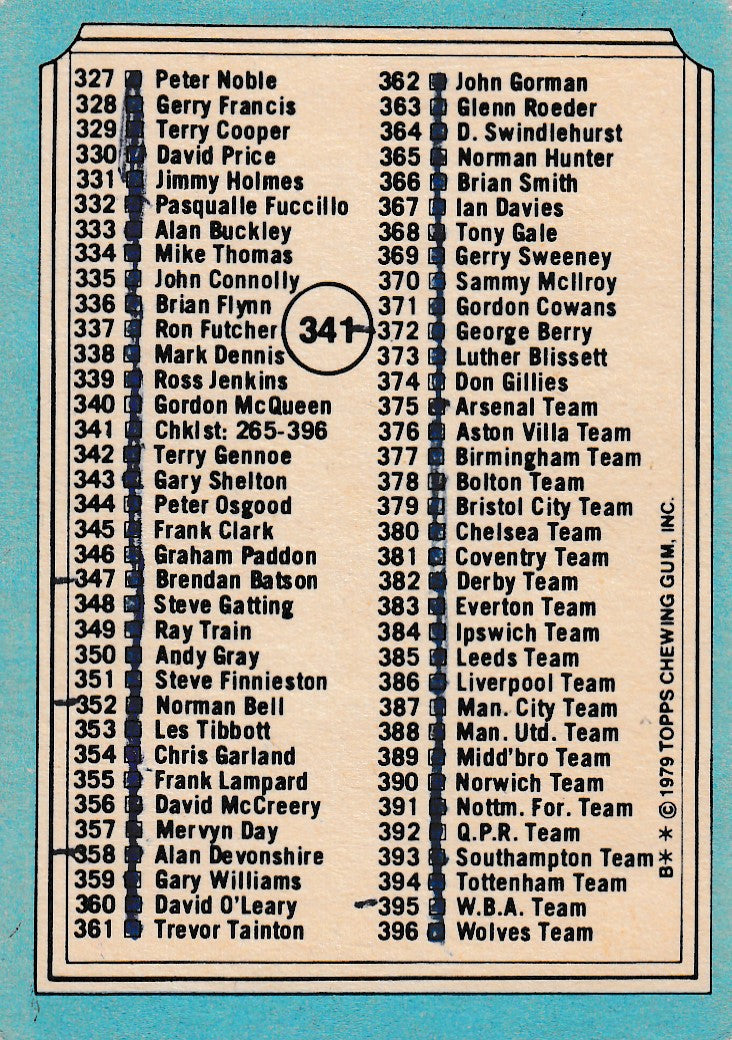 327 Peter Noble
328 Gerry Francis
329 Terry Cooper
330 David Price
331 Jimmy Holmes
332 Pasqualle Fuccillo
333 Alan Buckley
334 Mike Thomas
335 John Connolly
336 Brian Flynn
337 Ron Futcher
338 Mark Dennis
339 Ross Jenkins
340 Gordon McQueen
341 Chklst: 265-396
342 Terry Gennoe
343 Gary Shelton
344 Peter Osgood
345 Frank Clark
346 Graham Paddon
347 Brendan Batson
348 Steve Gatting
349 Ray Train
350 Andy Gray
351 Steve Finnieston
352 Norman Bell
353 Les Tibbott
354 Chris Garland
355 Frank Lampard
356 David McCreery
357 Mervyn Day
358 Alan Devonshire
359 Gary Williams
360 David O'Leary
361 Trevor Tainton
341
362 John Gorman
363 Glenn Roeder
364 D. Swindlehurst
365 Norman Hunter
366 Brian Smith
367 Ian Davies
368 Tony Gale
369 Gerry Sweeney
370 Sammy McIlroy
371 Gordon Cowans
372 George Berry
373 Luther Blissett
374 Don Gillies
375 Arsenal Team
376 Aston Villa Team
377 Birmingham Team
378 Bolton Team
379 Bristol City Team
380 Chelsea Team
381 Coventry Team
382 Derby Team
383 Everton Team
384 Ipswich Team
385 Leeds Team
386 Liverpool Team
387 Man. City Team
388 Man. Utd. Team
389 Midd'bro Team
390 Norwich Team
391 Nottm. For. Team
392 Q.P.R. Team
393 Southampton Team
394 Tottenham Team
395 W.B.A. Team
396 Wolves Team
B** © 1979 TOPPS CHEWING GUM, INC.